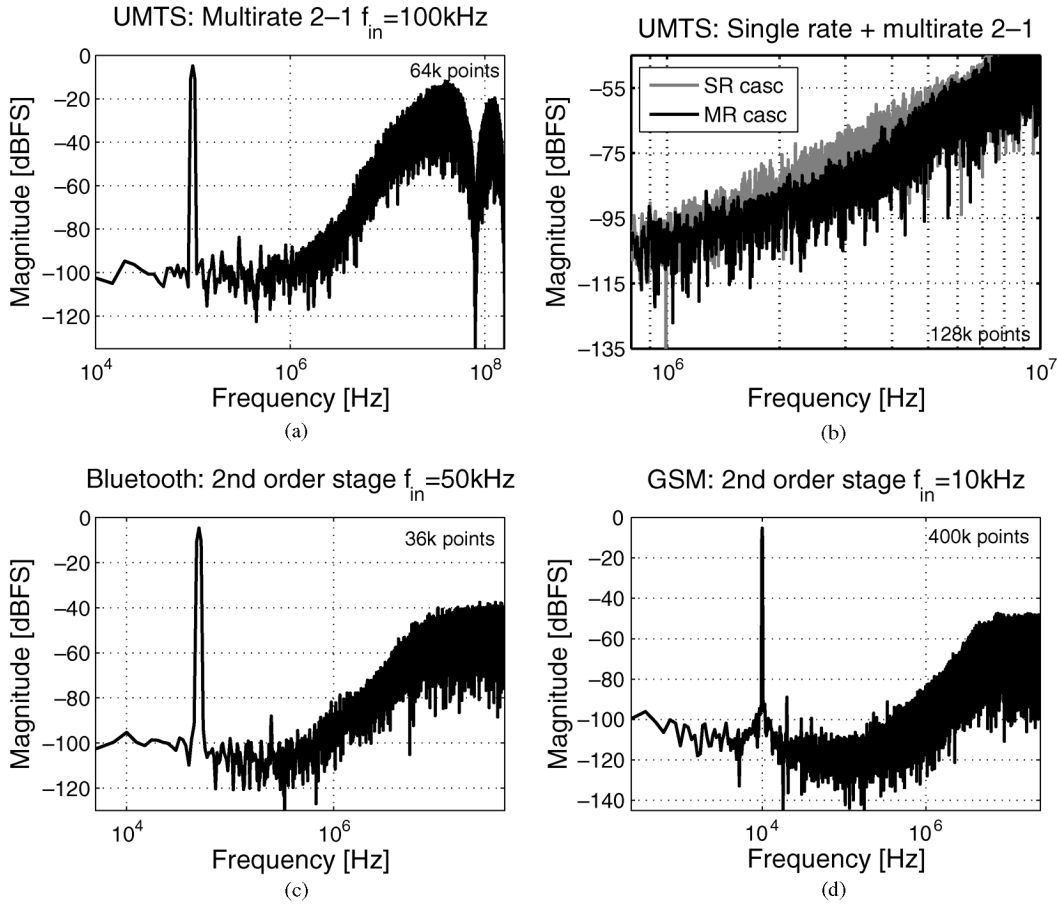 UMTS: Multirate 2–1 f_in=100kHz
64k points
Magnitude [dBFS]
0
−20
−40
−60
−80
−100
−120
10^4
10^6
10^8
Frequency [Hz]
(a)
UMTS: Single rate + multirate 2–1
SR casc
MR casc
128k points
Magnitude [dBFS]
−55
−75
−95
−115
−135
10^6
10^7
Frequency [Hz]
(b)
Bluetooth: 2nd order stage f_in=50kHz
36k points
Magnitude [dBFS]
0
−20
−40
−60
−80
−100
−120
10^4
10^6
Frequency [Hz]
(c)
GSM: 2nd order stage f_in=10kHz
400k points
Magnitude [dBFS]
0
−20
−40
−60
−80
−100
−120
−140
10^4
10^6
Frequency [Hz]
(d)